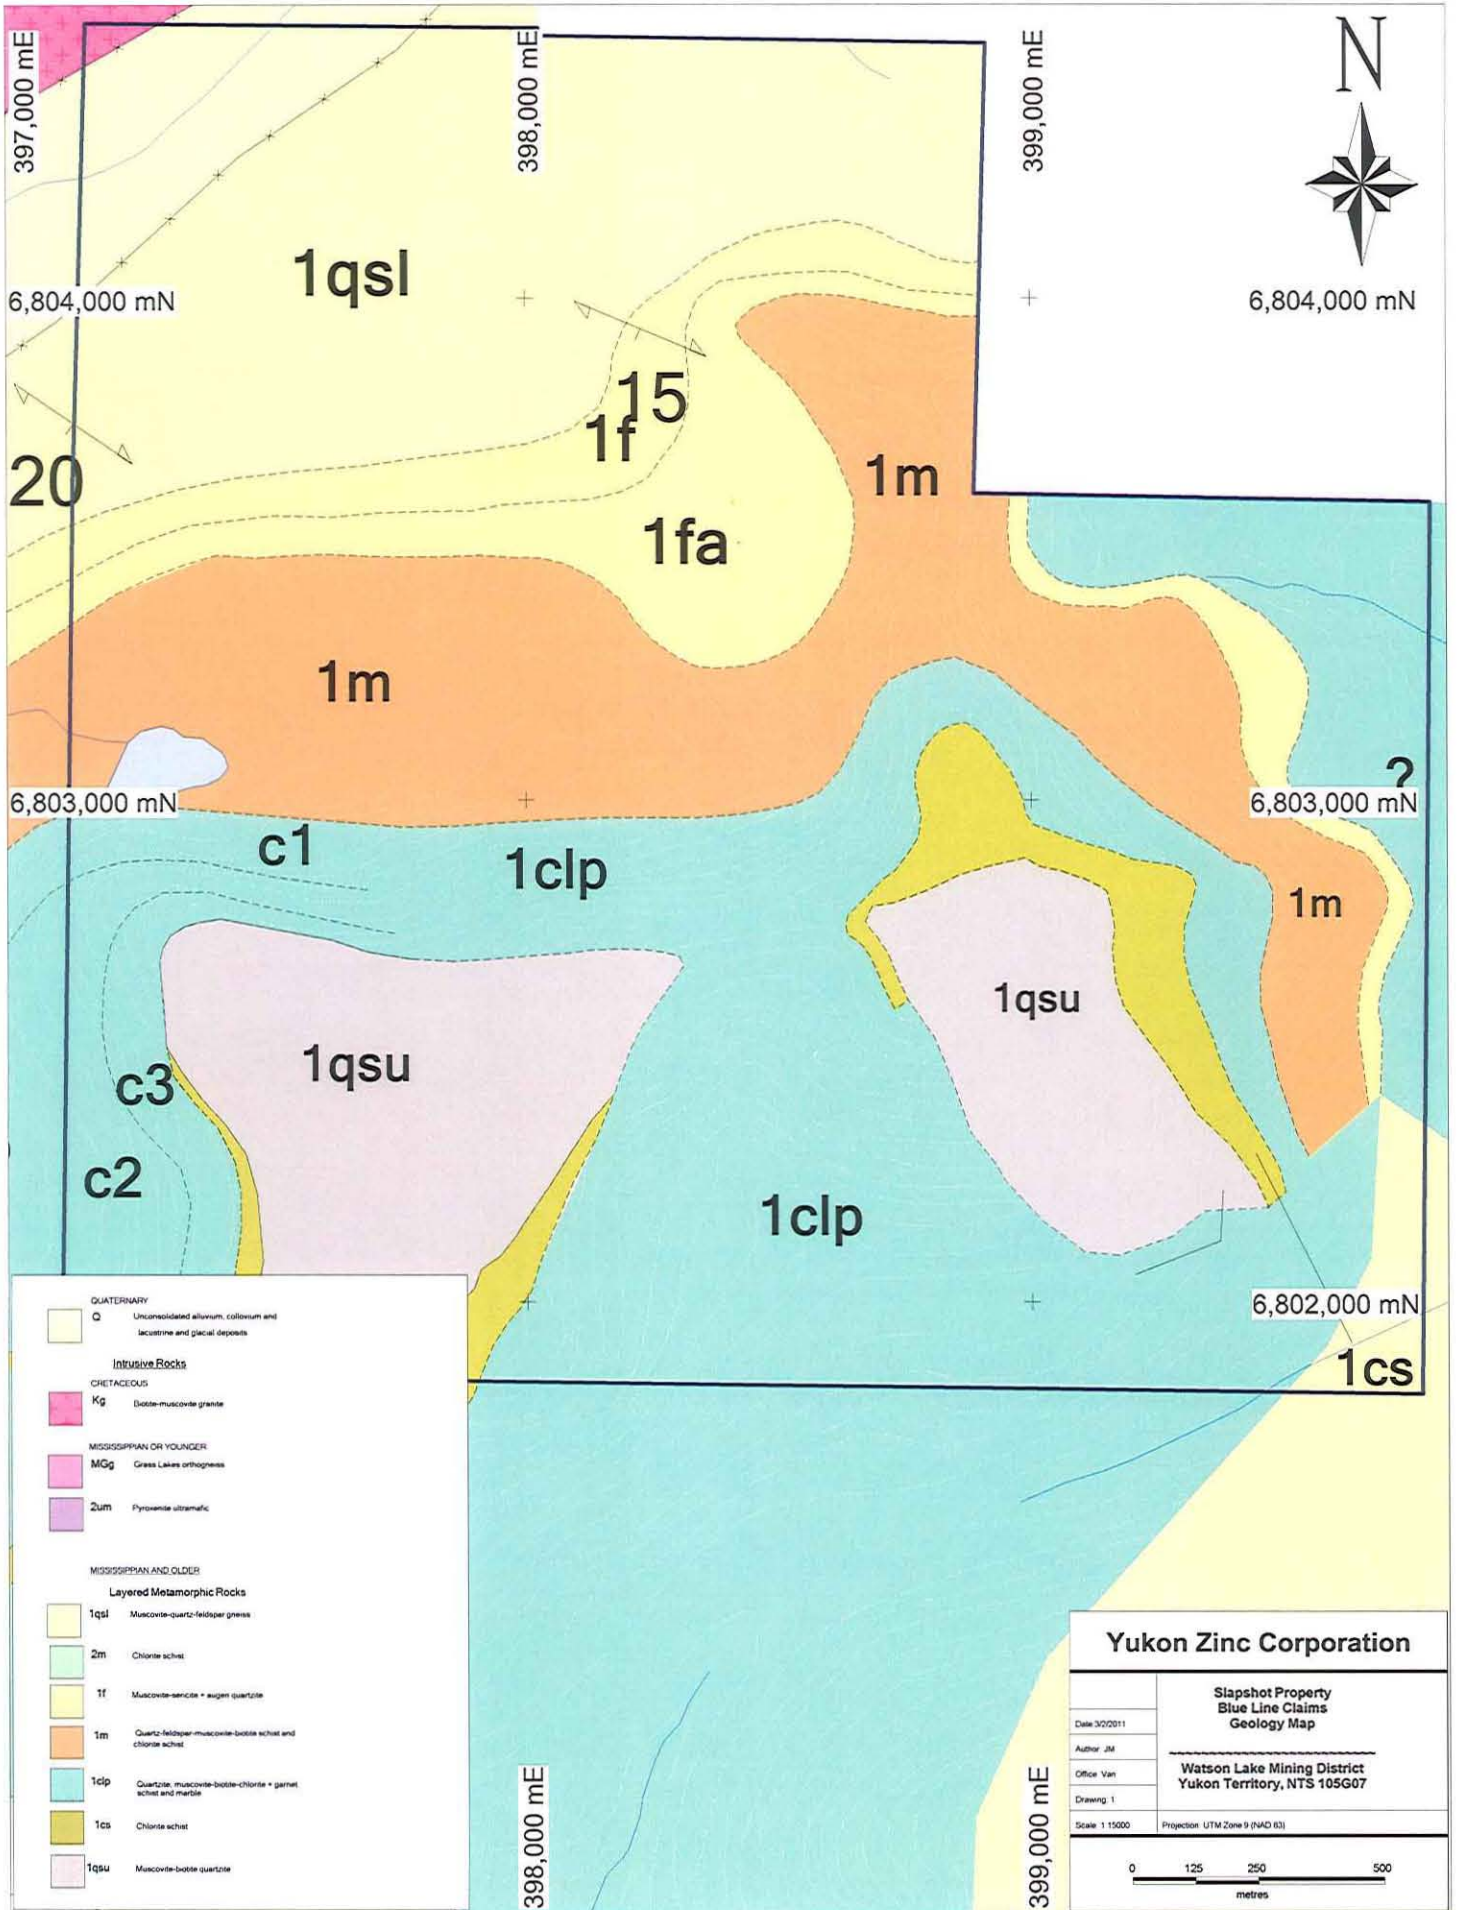 397,000 mE
398,000 mE
399,000 mE
N
1qsl
6,804,000 mN
6,804,000 mN
15
1f
20
1m
1fa
1m
?
6,803,000 mN
6,803,000 mN
c1
1clp
1m
1qsu
1qsu
c3
c2
1clp
6,802,000 mN
1cs
QUATERNARY
Q Unconsolidated alluvium, collovium and
lacustrine and glacial deposits
Intrusive Rocks
CRETACEOUS
Kg Biotite-muscovite granite
MISSISSIPPIAN OR YOUNGER
MGg Grass Lakes orthogneiss
2um Pyroxenite ultramafic
MISSISSIPPIAN AND OLDER
Layered Metamorphic Rocks
1qsl Muscovite-quartz-feldspar gneiss
2m Chlorite schist
1f Muscovite-sericite + augen quartzite
1m Quartz-feldspar-muscovite-biotite schist and
chlorite schist
1clp Quartzite, muscovite-biotite-chlorite + garnet
schist and marble
1cs Chlorite schist
1qsu Muscovite-biotite quartzite
398,000 mE
399,000 mE
Yukon Zinc Corporation
Slapshot Property
Blue Line Claims
Geology Map
Watson Lake Mining District
Yukon Territory, NTS 105G07
Date 3/2/2011
Author JM
Office Van
Drawing: 1
Scale 1 15000
Projection UTM Zone 9 (NAD 83)
0 125 250 500
metres